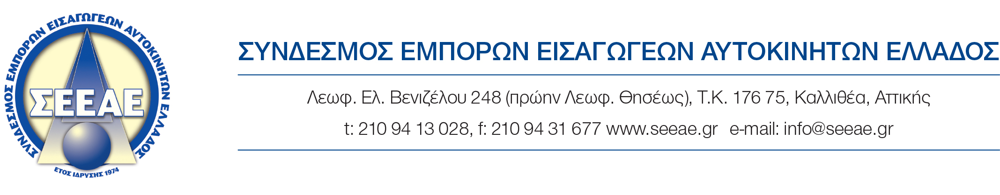 ΣΥΝΔΕΣΜΟΣ ΕΜΠΟΡΩΝ ΕΙΣΑΓΩΓΕΩΝ ΑΥΤΟΚΙΝΗΤΩΝ ΕΛΛΑΔΟΣ
ΣΕΕΑΕ
ΕΤΟΣ ΙΔΡΥΣΗΣ 1974
ΣΥΝΔΕΣΜΟΣ ΕΜΠΟΡΩΝ ΕΙΣΑΓΩΓΕΩΝ ΑΥΤΟΚΙΝΗΤΩΝ ΕΛΛΑΔΟΣ
Λεωφ. Ελ. Βενιζέλου 248 (πρώην Λεωφ. Θησέως), Τ.Κ. 176 75, Καλλιθέα, Αττικής
t: 210 94 13 028, f: 210 94 31 677 www.seeae.gr e-mail: info@seeae.gr